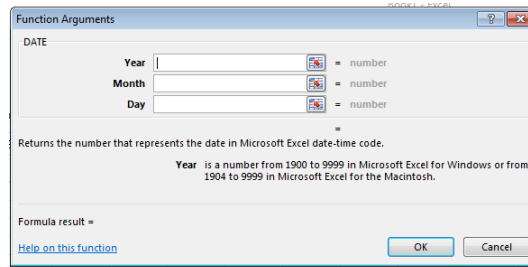 Book1 - Excel
Function Arguments
DATE
Year = number
Month = number
Day = number
=
Returns the number that represents the date in Microsoft Excel date-time code.
Year is a number from 1900 to 9999 in Microsoft Excel for Windows or from
1904 to 9999 in Microsoft Excel for the Macintosh.
Formula result =
Help on this function OK Cancel